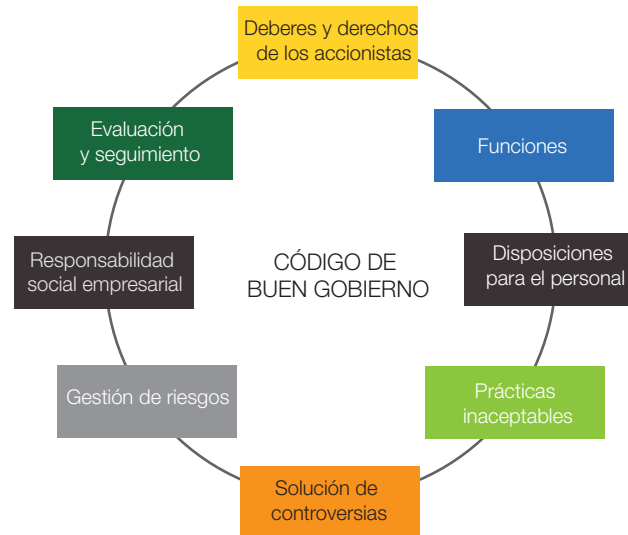 Deberes y derechos
de los accionistas
Evaluación
y seguimiento
Funciones
Responsabilidad
social empresarial
CÓDIGO DE
BUEN GOBIERNO
Disposiciones
para el personal
Gestión de riesgos
Prácticas
inaceptables
Solución de
controversias